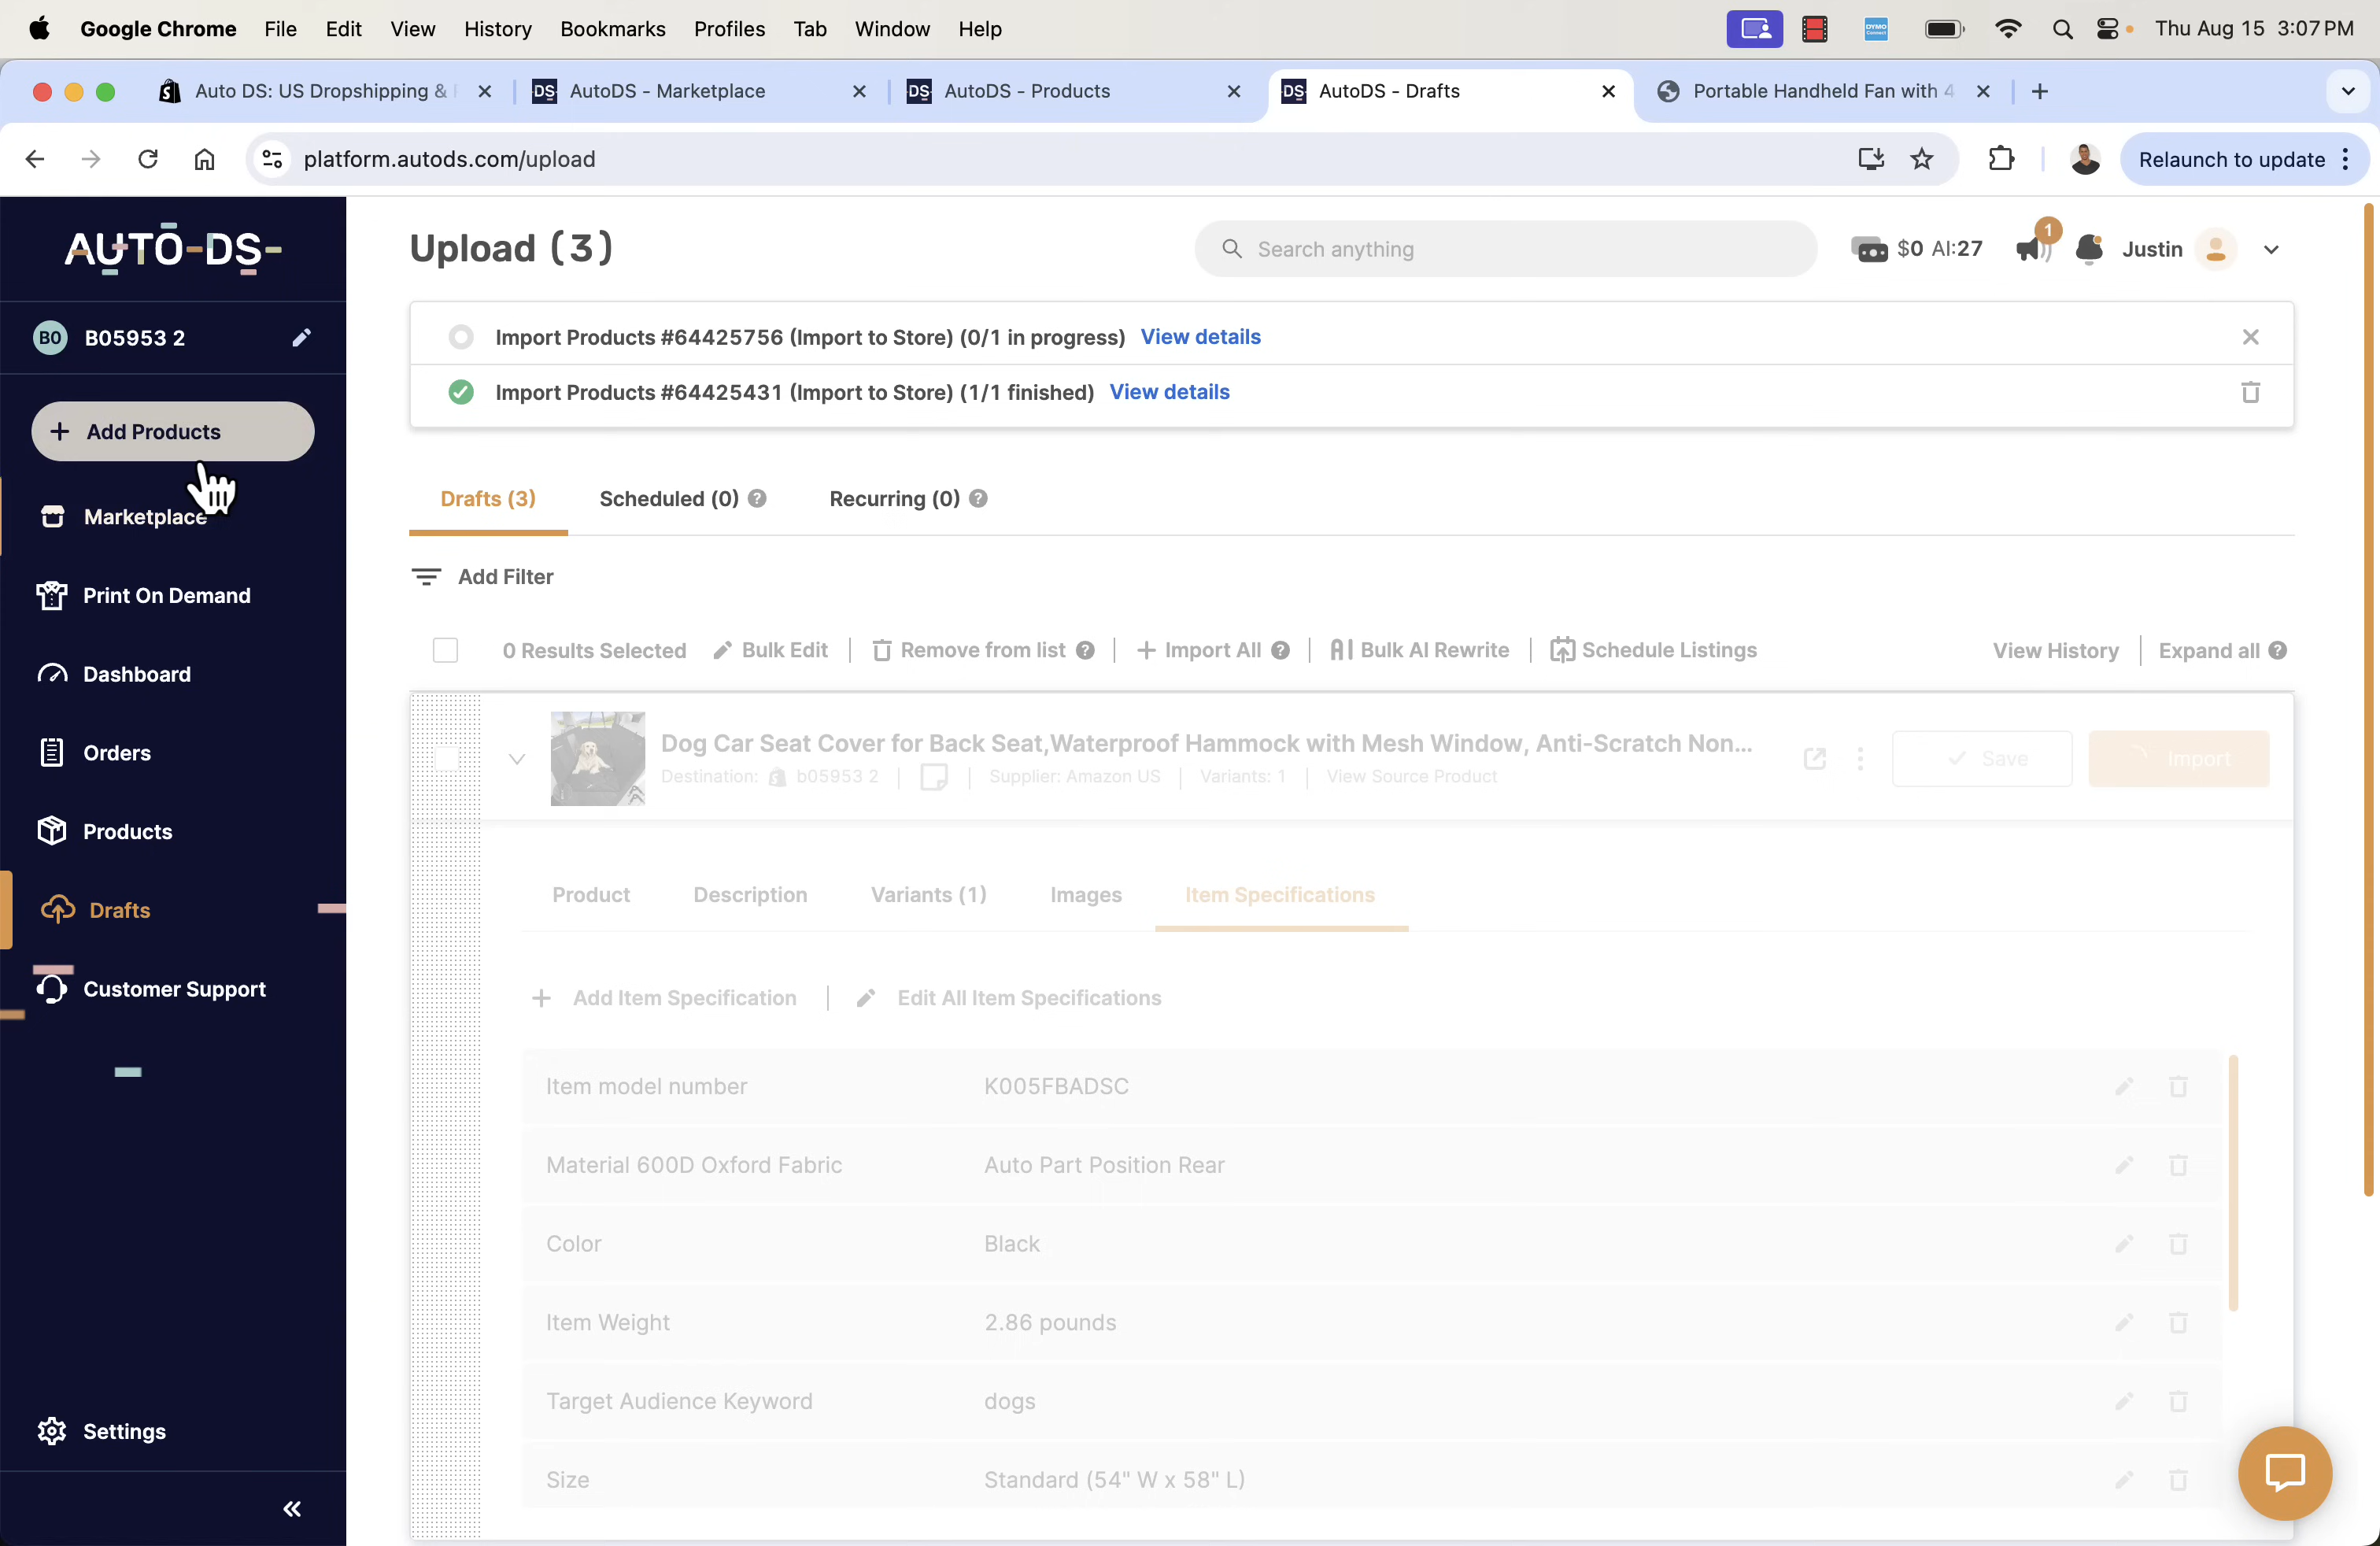 Google Chrome File Edit View History Bookmarks Profiles Tab Window Help DYMO Connect Thu Aug 15 3:07 PM
Auto DS: US Dropshipping & DS AutoDS - Marketplace DS AutoDS - Products DS AutoDS - Drafts Portable Handheld Fan with 4
platform.autods.com/upload Relaunch to update
AUTO-DS
Upload (3) Search anything $0 AI:27 1 Justin
BO B05953 2
Import Products #64425756 (Import to Store) (0/1 in progress) View details
Import Products #64425431 (Import to Store) (1/1 finished) View details
+ Add Products
Marketplace
Print On Demand
Dashboard
Orders
Products
Drafts
Customer Support
Settings
Drafts (3) Scheduled (0) ? Recurring (0) ?
Add Filter
0 Results Selected Bulk Edit Remove from list ? + Import All ? AI Bulk AI Rewrite Schedule Listings View History Expand all ?
Dog Car Seat Cover for Back Seat,Waterproof Hammock with Mesh Window, Anti-Scratch Non...
Destination: b05953 2 Supplier: Amazon US Variants: 1 View Source Product
Save Import
Product Description Variants (1) Images Item Specifications
+ Add Item Specification Edit All Item Specifications
Item model number K005FBADSC
Material 600D Oxford Fabric Auto Part Position Rear
Color Black
Item Weight 2.86 pounds
Target Audience Keyword dogs
Size Standard (54" W x 58" L)